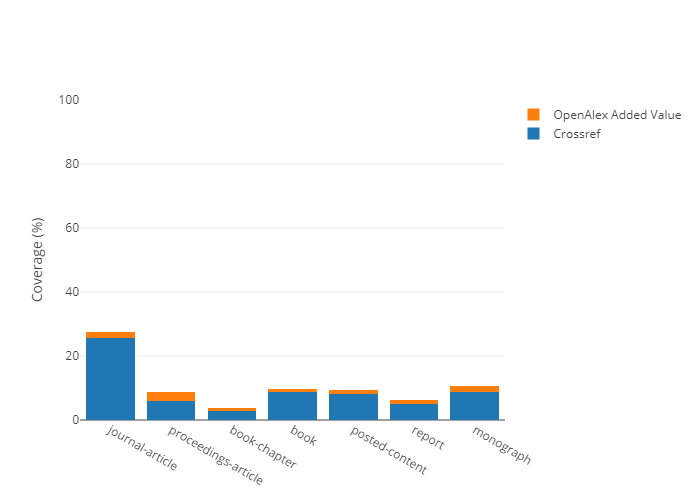 100
80
60
40
20
0
Coverage (%)
journal-article
proceedings-article
book-chapter
book
posted-content
report
monograph
OpenAlex Added Value
Crossref